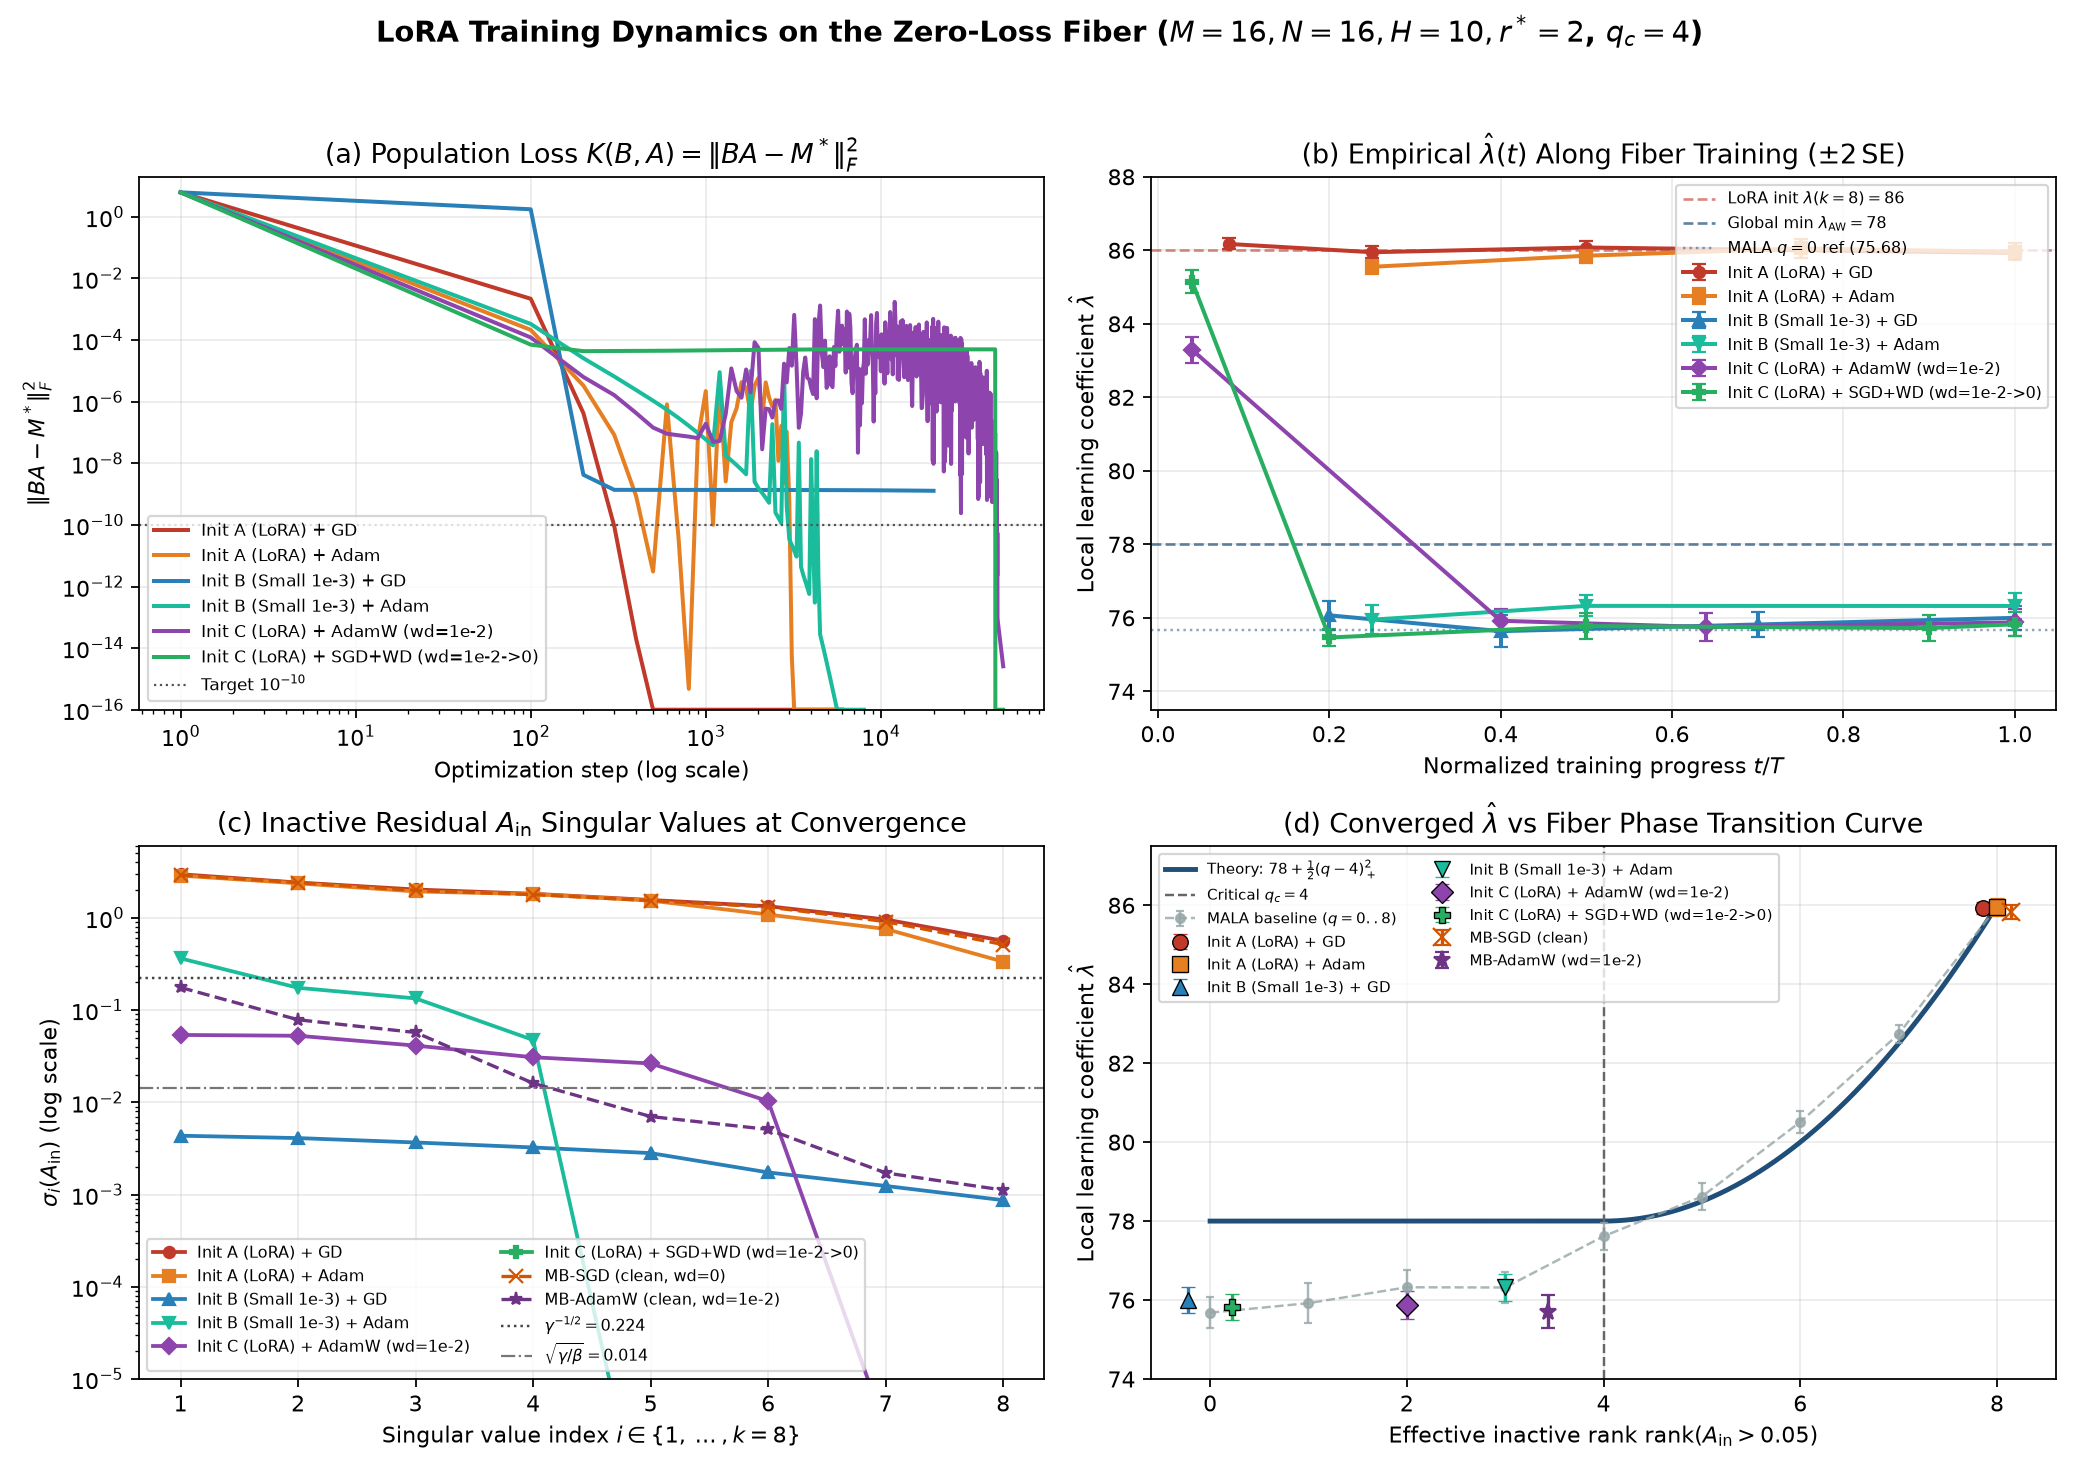 LoRA Training Dynamics on the Zero-Loss Fiber (M = 16, N = 16, H = 10, r* = 2, q_c = 4)
(a) Population Loss K(B, A) = ‖BA − M*‖²_F
‖BA − M*‖²_F
10⁰
10⁻²
10⁻⁴
10⁻⁶
10⁻⁸
10⁻¹⁰
10⁻¹²
10⁻¹⁴
10⁻¹⁶
Init A (LoRA) + GD
Init A (LoRA) + Adam
Init B (Small 1e-3) + GD
Init B (Small 1e-3) + Adam
Init C (LoRA) + AdamW (wd=1e-2)
Init C (LoRA) + SGD+WD (wd=1e-2->0)
Target 10⁻¹⁰
10⁰ 10¹ 10² 10³ 10⁴
Optimization step (log scale)
(b) Empirical λ̂(t) Along Fiber Training (±2 SE)
Local learning coefficient λ̂
88
86
84
82
80
78
76
74
LoRA init λ(k = 8) = 86
Global min λ_AW = 78
MALA q = 0 ref (75.68)
Init A (LoRA) + GD
Init A (LoRA) + Adam
Init B (Small 1e-3) + GD
Init B (Small 1e-3) + Adam
Init C (LoRA) + AdamW (wd=1e-2)
Init C (LoRA) + SGD+WD (wd=1e-2->0)
0.0 0.2 0.4 0.6 0.8 1.0
Normalized training progress t/T
(c) Inactive Residual A_in Singular Values at Convergence
σ_i(A_in) (log scale)
10⁰
10⁻¹
10⁻²
10⁻³
10⁻⁴
10⁻⁵
Init A (LoRA) + GD
Init A (LoRA) + Adam
Init B (Small 1e-3) + GD
Init B (Small 1e-3) + Adam
Init C (LoRA) + AdamW (wd=1e-2)
Init C (LoRA) + SGD+WD (wd=1e-2->0)
MB-SGD (clean, wd=0)
MB-AdamW (clean, wd=1e-2)
γ^{−1/2} = 0.224
√(γ/β) = 0.014
1 2 3 4 5 6 7 8
Singular value index i ∈ {1, … , k = 8}
(d) Converged λ̂ vs Fiber Phase Transition Curve
Local learning coefficient λ̂
86
84
82
80
78
76
74
Theory: 78 + ½(q − 4)²₊
Critical q_c = 4
MALA baseline (q = 0. . 8)
Init A (LoRA) + GD
Init A (LoRA) + Adam
Init B (Small 1e-3) + GD
Init B (Small 1e-3) + Adam
Init C (LoRA) + AdamW (wd=1e-2)
Init C (LoRA) + SGD+WD (wd=1e-2->0)
MB-SGD (clean)
MB-AdamW (wd=1e-2)
0 2 4 6 8
Effective inactive rank rank(A_in > 0.05)